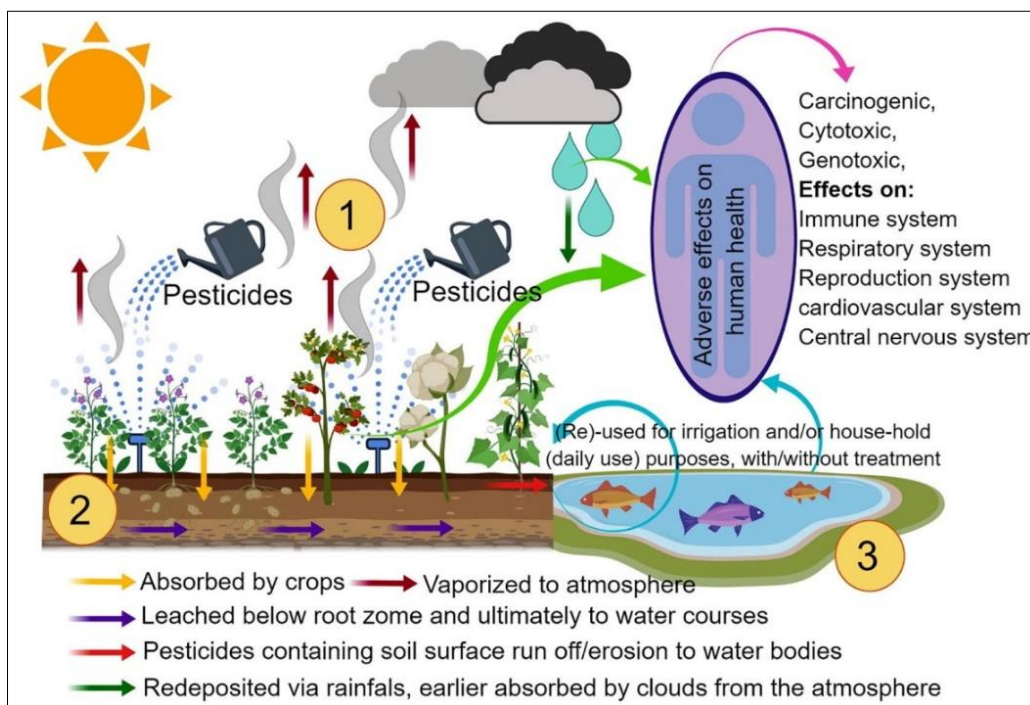 Carcinogenic,
Cytotoxic,
Genotoxic,
Effects on:
Immune system
Respiratory system
Reproduction system
cardiovascular system
Central nervous system
Adverse effects on
human health
1
Pesticides
Pesticides
(Re)-used for irrigation and/or house-hold
(daily use) purposes, with/without treatment
2
3
Absorbed by crops
Vaporized to atmosphere
Leached below root zome and ultimately to water courses
Pesticides containing soil surface run off/erosion to water bodies
Redeposited via rainfals, earlier absorbed by clouds from the atmosphere